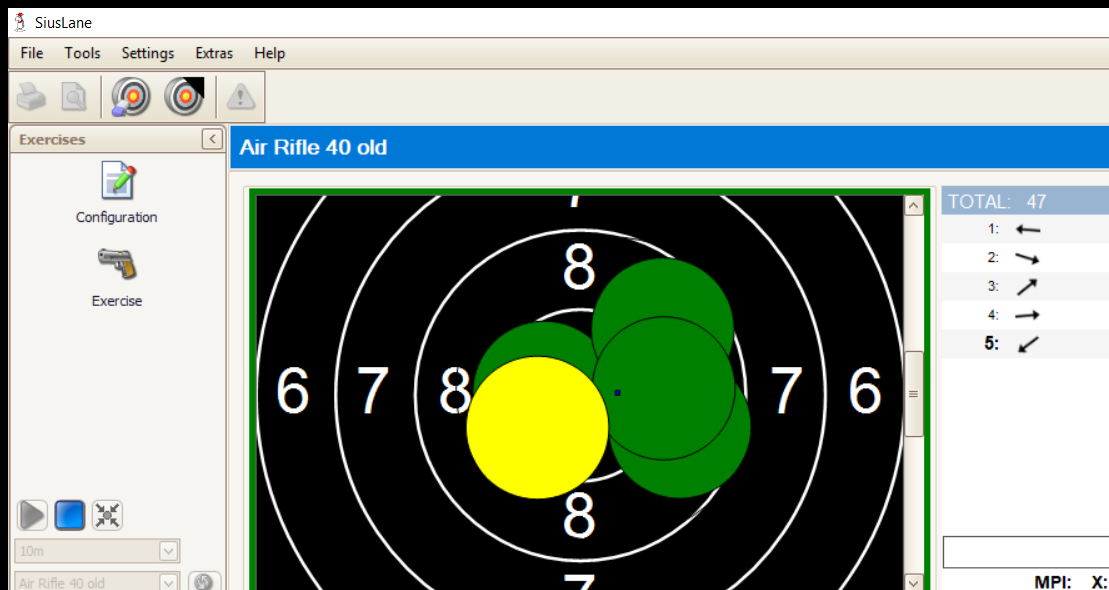 SiusLane
File Tools Settings Extras Help
Exercises
Air Rifle 40 old
Configuration
Exercise
10m
Air Rifle 40 old
8
6 7 8 7 6
8
7
TOTAL: 47
1:
2:
3:
4:
5:
MPI: X: